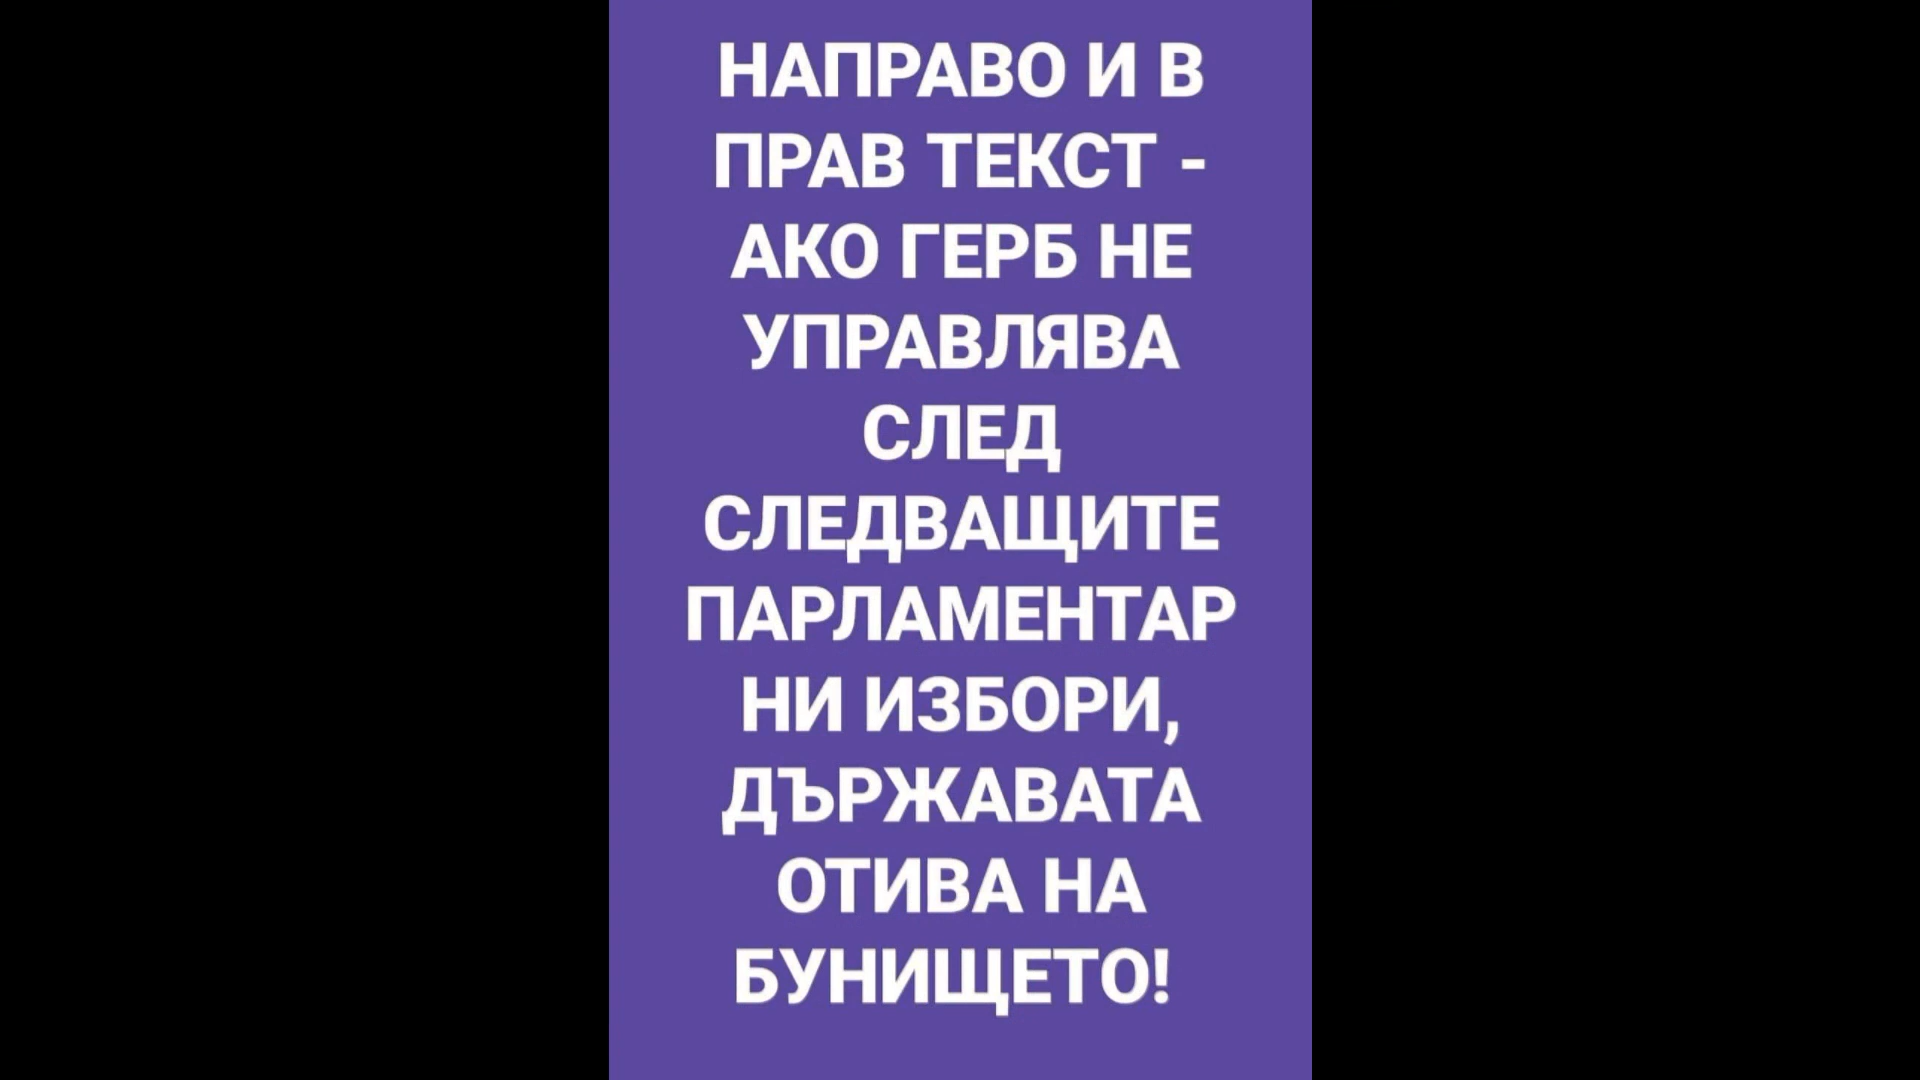 НАПРАВО И В
ПРАВ ТЕКСТ -
АКО ГЕРБ НЕ
УПРАВЛЯВА
СЛЕД
СЛЕДВАЩИТЕ
ПАРЛАМЕНТАР
НИ ИЗБОРИ,
ДЪРЖАВАТА
ОТИВА НА
БУНИЩЕТО!